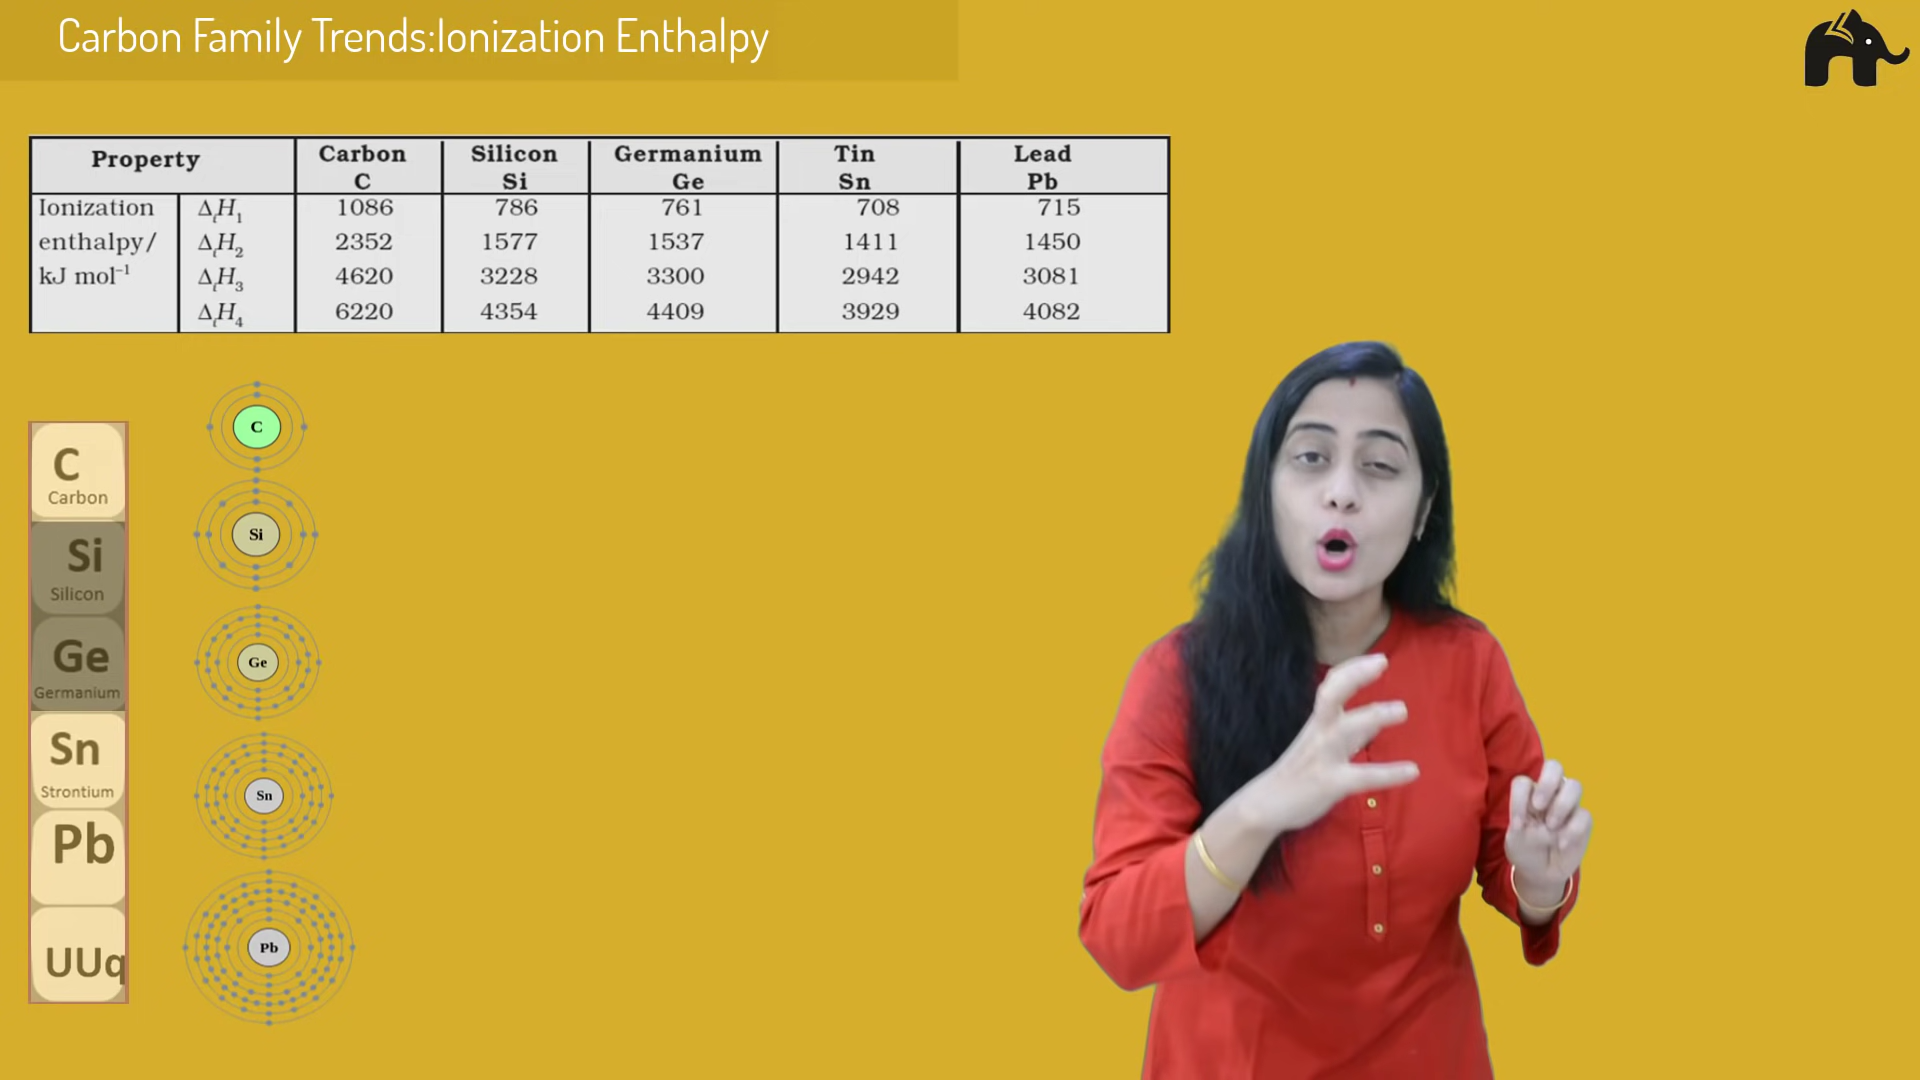 Carbon Family Trends:Ionization Enthalpy
Property Carbon C Silicon Si Germanium Ge Tin Sn Lead Pb
Ionization enthalpy/ kJ mol⁻¹
ΔᵢH₁ 1086 786 761 708 715
ΔᵢH₂ 2352 1577 1537 1411 1450
ΔᵢH₃ 4620 3228 3300 2942 3081
ΔᵢH₄ 6220 4354 4409 3929 4082
C
Carbon
Si
Silicon
Ge
Germanium
Sn
Strontium
Pb
UUq
C
Si
Ge
Sn
Pb